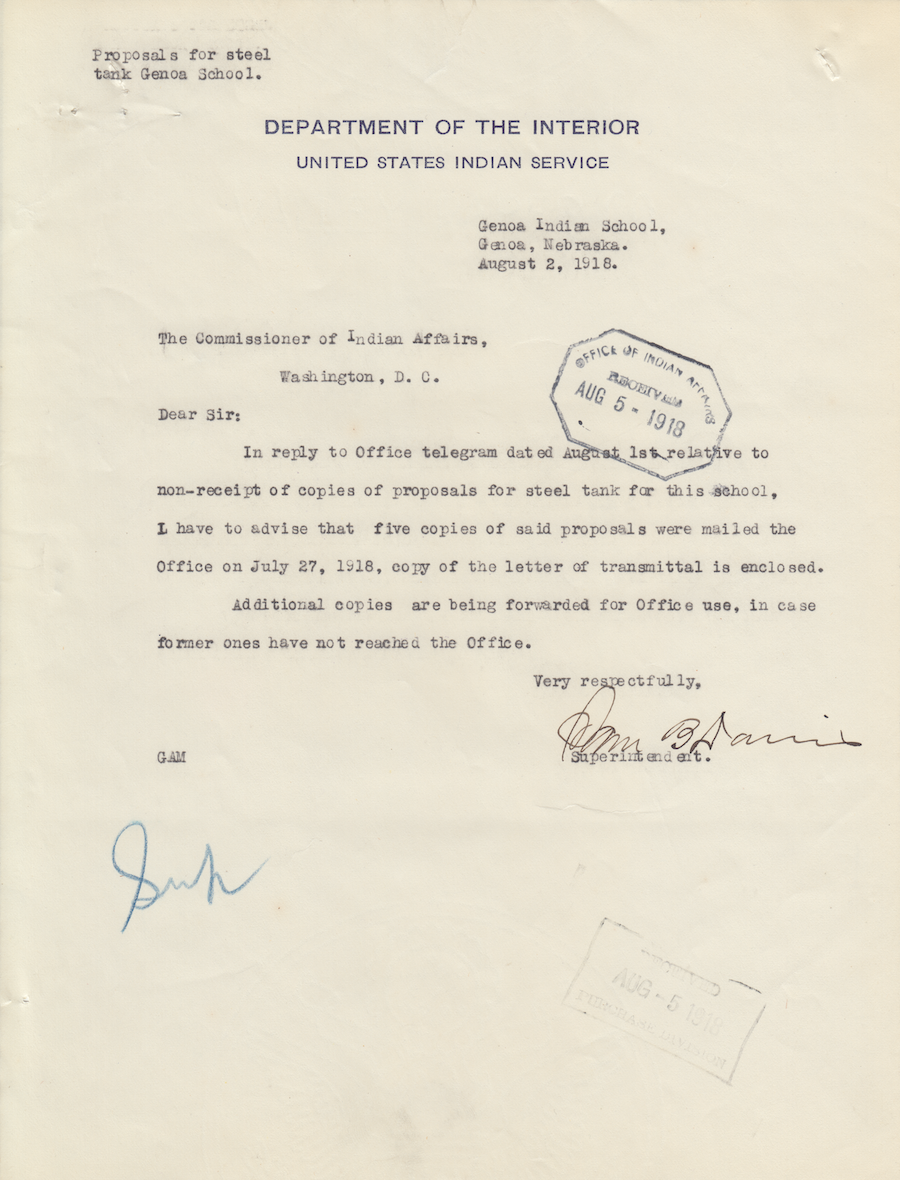 Proposals for steel
tank Genoa School.
DEPARTMENT OF THE INTERIOR
UNITED STATES INDIAN SERVICE
Genoa Indian School,
Genoa, Nebraska.
August 2, 1918.
The Commissioner of Indian Affairs,
Washington, D. C.
OFFICE OF INDIAN AFFAIRS
RECEIVED
AUG 5 - 1918
Dear Sir:
In reply to Office telegram dated August 1st relative to
non-receipt of copies of proposals for steel tank for this school,
I have to advise that five copies of said proposals were mailed the
Office on July 27, 1918, copy of the letter of transmittal is enclosed.
Additional copies are being forwarded for Office use, in case
former ones have not reached the Office.
Very respectfully,
Sam B Davis
Superintendent.
GAM
RECEIVED
AUG - 5 1918
PURCHASE DIVISION